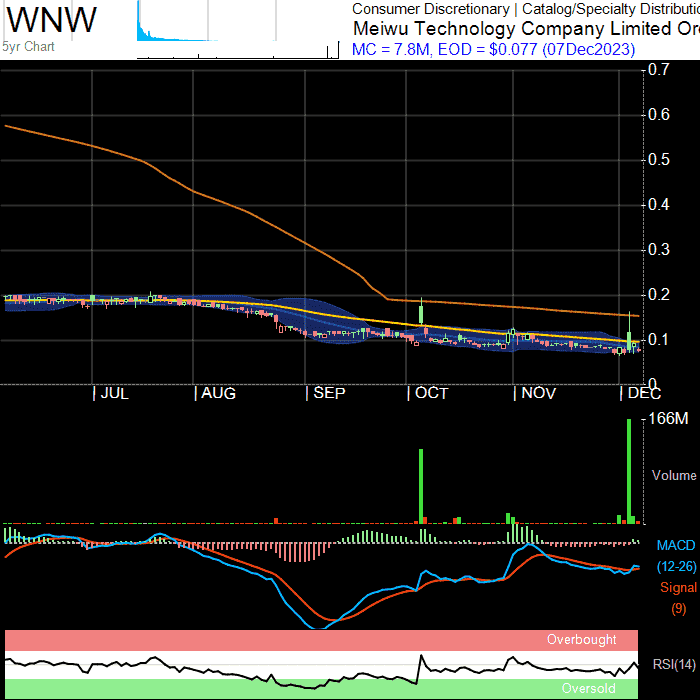 WNW
5yr Chart
Consumer Discretionary | Catalog/Specialty Distributio
Meiwu Technology Company Limited Or
MC = 7.8M, EOD = $0.077 (07Dec2023)
0.7
0.6
0.5
0.4
0.3
0.2
0.1
0
| JUL | AUG | SEP | OCT | NOV | DEC
166M
Volume
MACD
(12-26)
Signal
(9)
Overbought
RSI(14)
Oversold